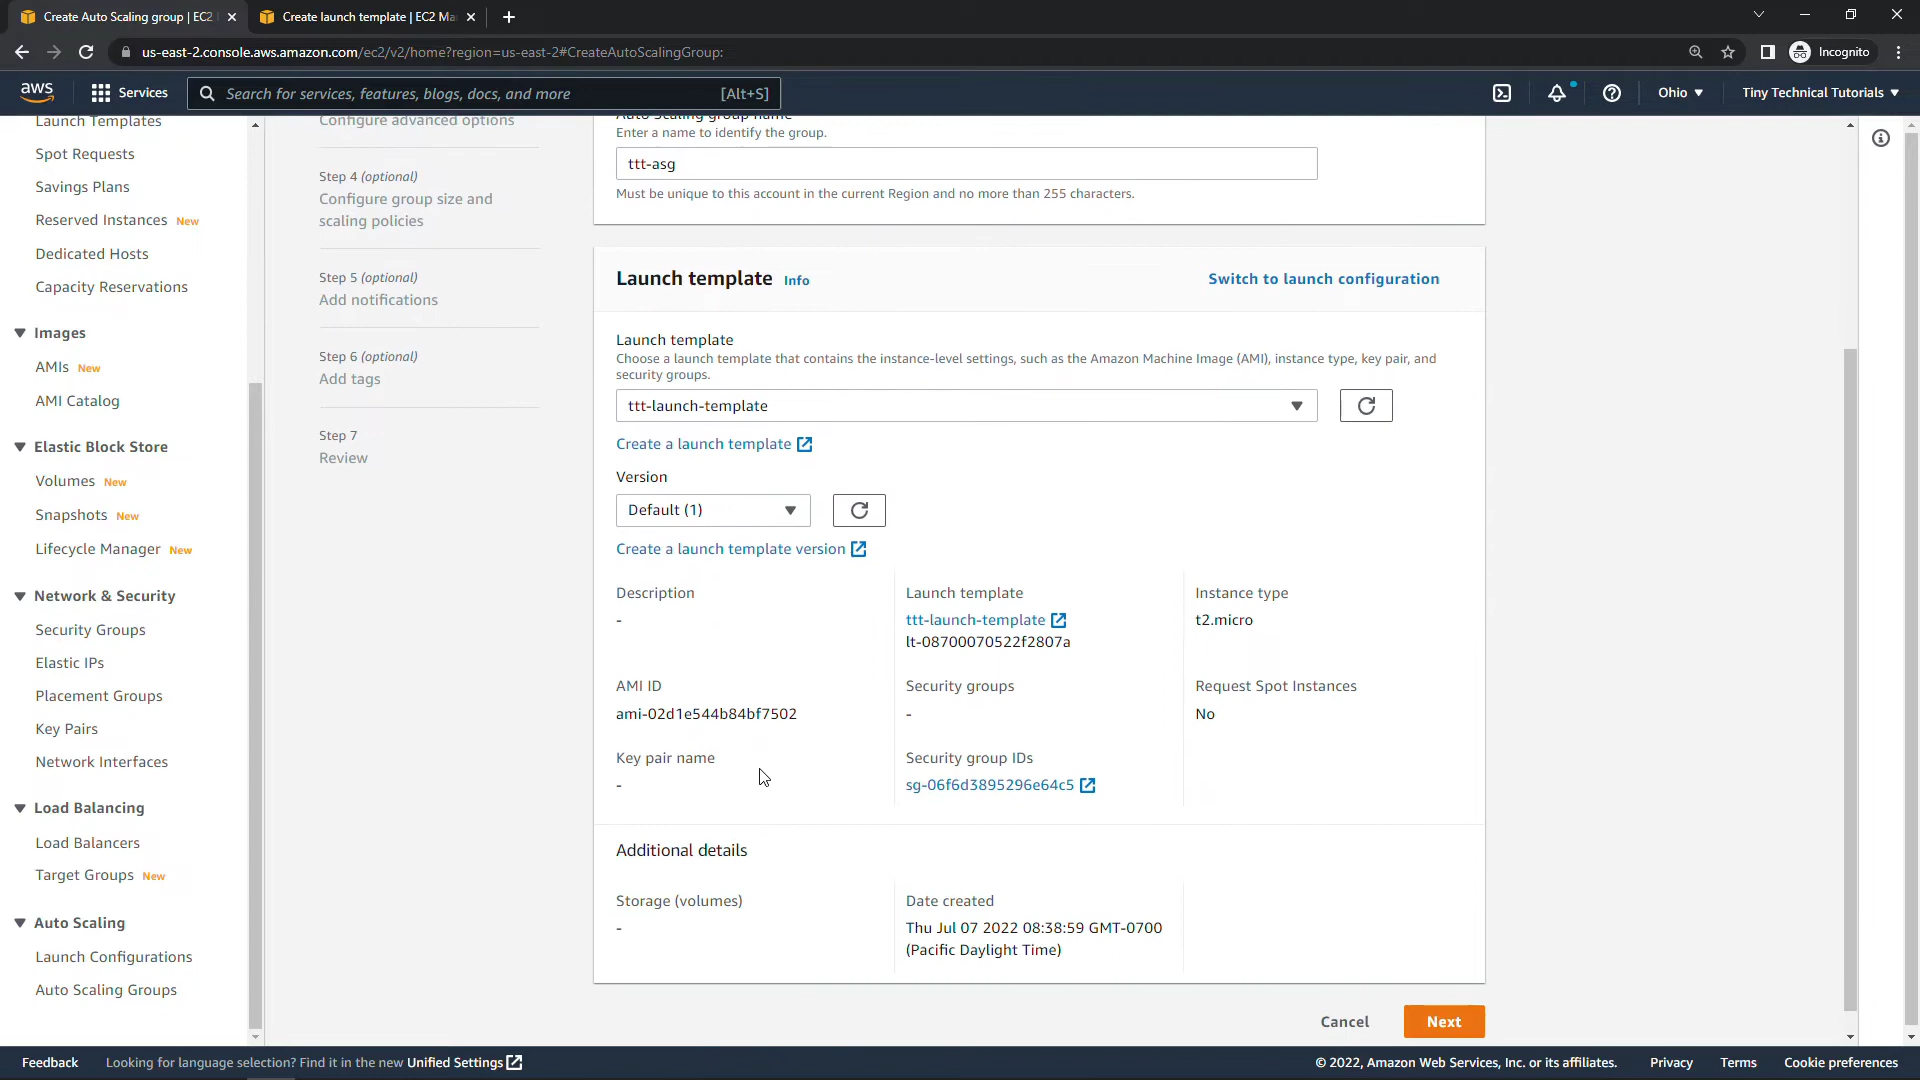 Create Auto Scaling group | EC2
Create launch template | EC2 Ma
us-east-2.console.aws.amazon.com/ec2/v2/home?region=us-east-2#CreateAutoScalingGroup:
Incognito
aws
Services
Search for services, features, blogs, docs, and more
[Alt+S]
Ohio
Tiny Technical Tutorials
Launch Templates
Spot Requests
Savings Plans
Reserved Instances New
Dedicated Hosts
Capacity Reservations
Images
AMIs New
AMI Catalog
Elastic Block Store
Volumes New
Snapshots New
Lifecycle Manager New
Network & Security
Security Groups
Elastic IPs
Placement Groups
Key Pairs
Network Interfaces
Load Balancing
Load Balancers
Target Groups New
Auto Scaling
Launch Configurations
Auto Scaling Groups
Configure advanced options
Step 4 (optional)
Configure group size and
scaling policies
Step 5 (optional)
Add notifications
Step 6 (optional)
Add tags
Step 7
Review
Auto Scaling group name
Enter a name to identify the group.
ttt-asg
Must be unique to this account in the current Region and no more than 255 characters.
Launch template Info
Switch to launch configuration
Launch template
Choose a launch template that contains the instance-level settings, such as the Amazon Machine Image (AMI), instance type, key pair, and
security groups.
ttt-launch-template
Create a launch template
Version
Default (1)
Create a launch template version
Description
-
Launch template
ttt-launch-template
lt-08700070522f2807a
Instance type
t2.micro
AMI ID
ami-02d1e544b84bf7502
Security groups
-
Request Spot Instances
No
Key pair name
-
Security group IDs
sg-06f6d3895296e64c5
Additional details
Storage (volumes)
-
Date created
Thu Jul 07 2022 08:38:59 GMT-0700
(Pacific Daylight Time)
Cancel
Next
Feedback
Looking for language selection? Find it in the new Unified Settings
© 2022, Amazon Web Services, Inc. or its affiliates.
Privacy
Terms
Cookie preferences